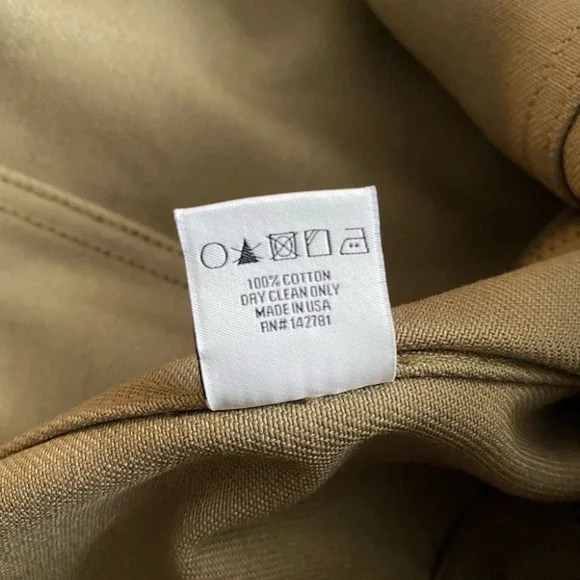 100% COTTON
DRY CLEAN ONLY
MADE IN USA
RN# 142781